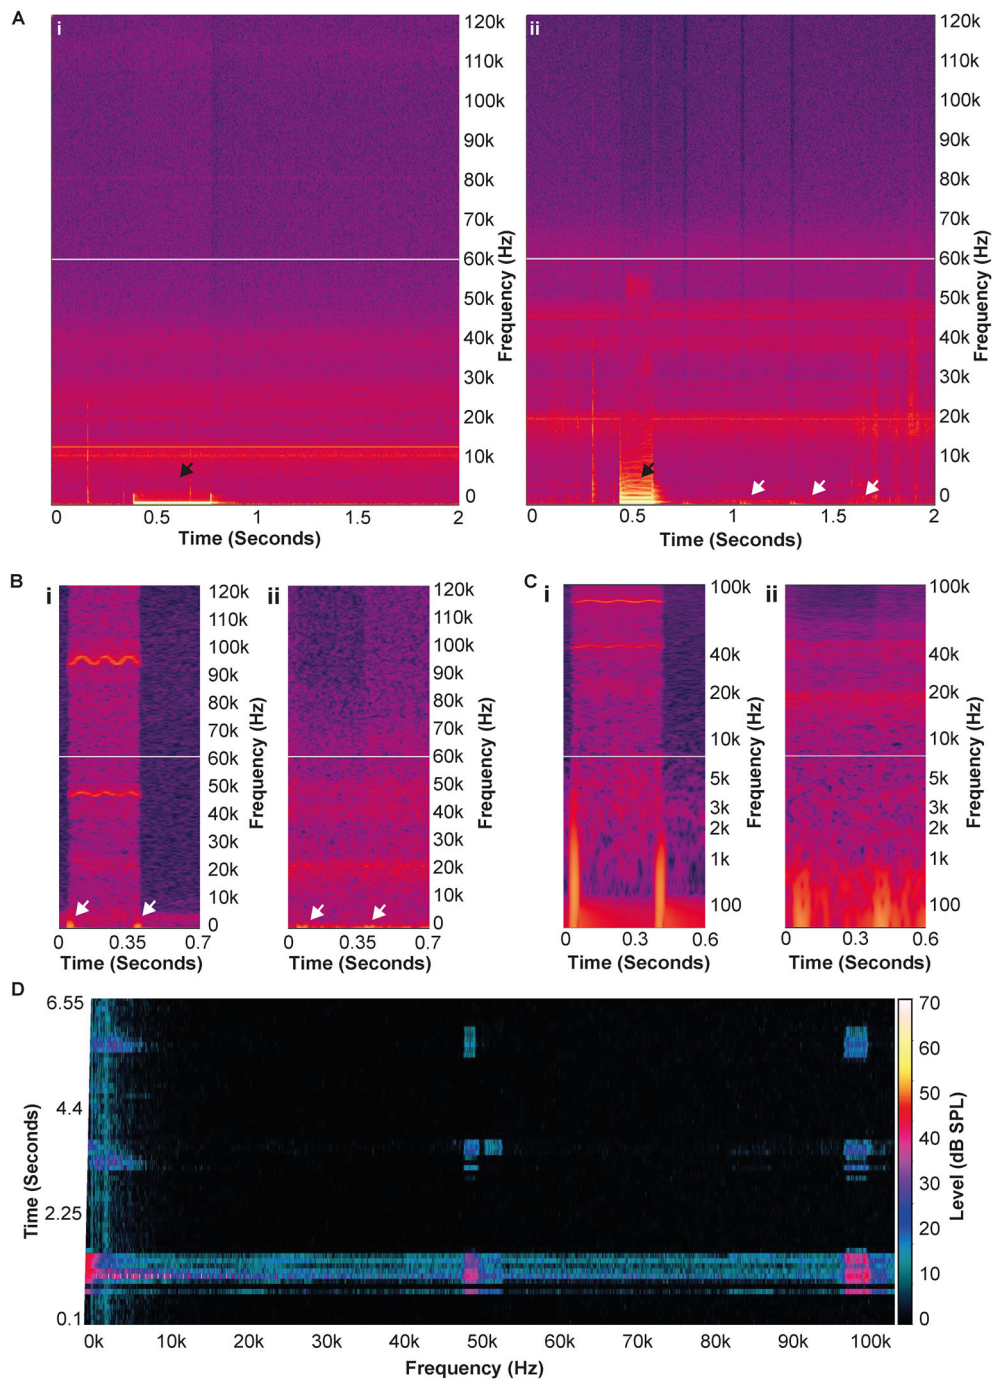 A
i
120k
110k
100k
90k
80k
70k
60k
50k
40k
30k
20k
10k
0
Frequency (Hz)
0 0.5 1 1.5 2
Time (Seconds)
ii
120k
110k
100k
90k
80k
70k
60k
50k
40k
30k
20k
10k
0
Frequency (Hz)
0 0.5 1 1.5 2
Time (Seconds)
B
i
120k
110k
100k
90k
80k
70k
60k
50k
40k
30k
20k
10k
0
Frequency (Hz)
0 0.35 0.7
Time (Seconds)
ii
120k
110k
100k
90k
80k
70k
60k
50k
40k
30k
20k
10k
0
Frequency (Hz)
0 0.35 0.7
Time (Seconds)
C
i
100k
40k
20k
10k
5k
3k
2k
1k
100
Frequency (Hz)
0 0.3 0.6
Time (Seconds)
ii
100k
40k
20k
10k
5k
3k
2k
1k
100
Frequency (Hz)
0 0.3 0.6
Time (Seconds)
D
6.55
4.4
2.25
0.1
Time (Seconds)
0k 10k 20k 30k 40k 50k 60k 70k 80k 90k 100k
Frequency (Hz)
70
60
50
40
30
20
10
0
Level (dB SPL)